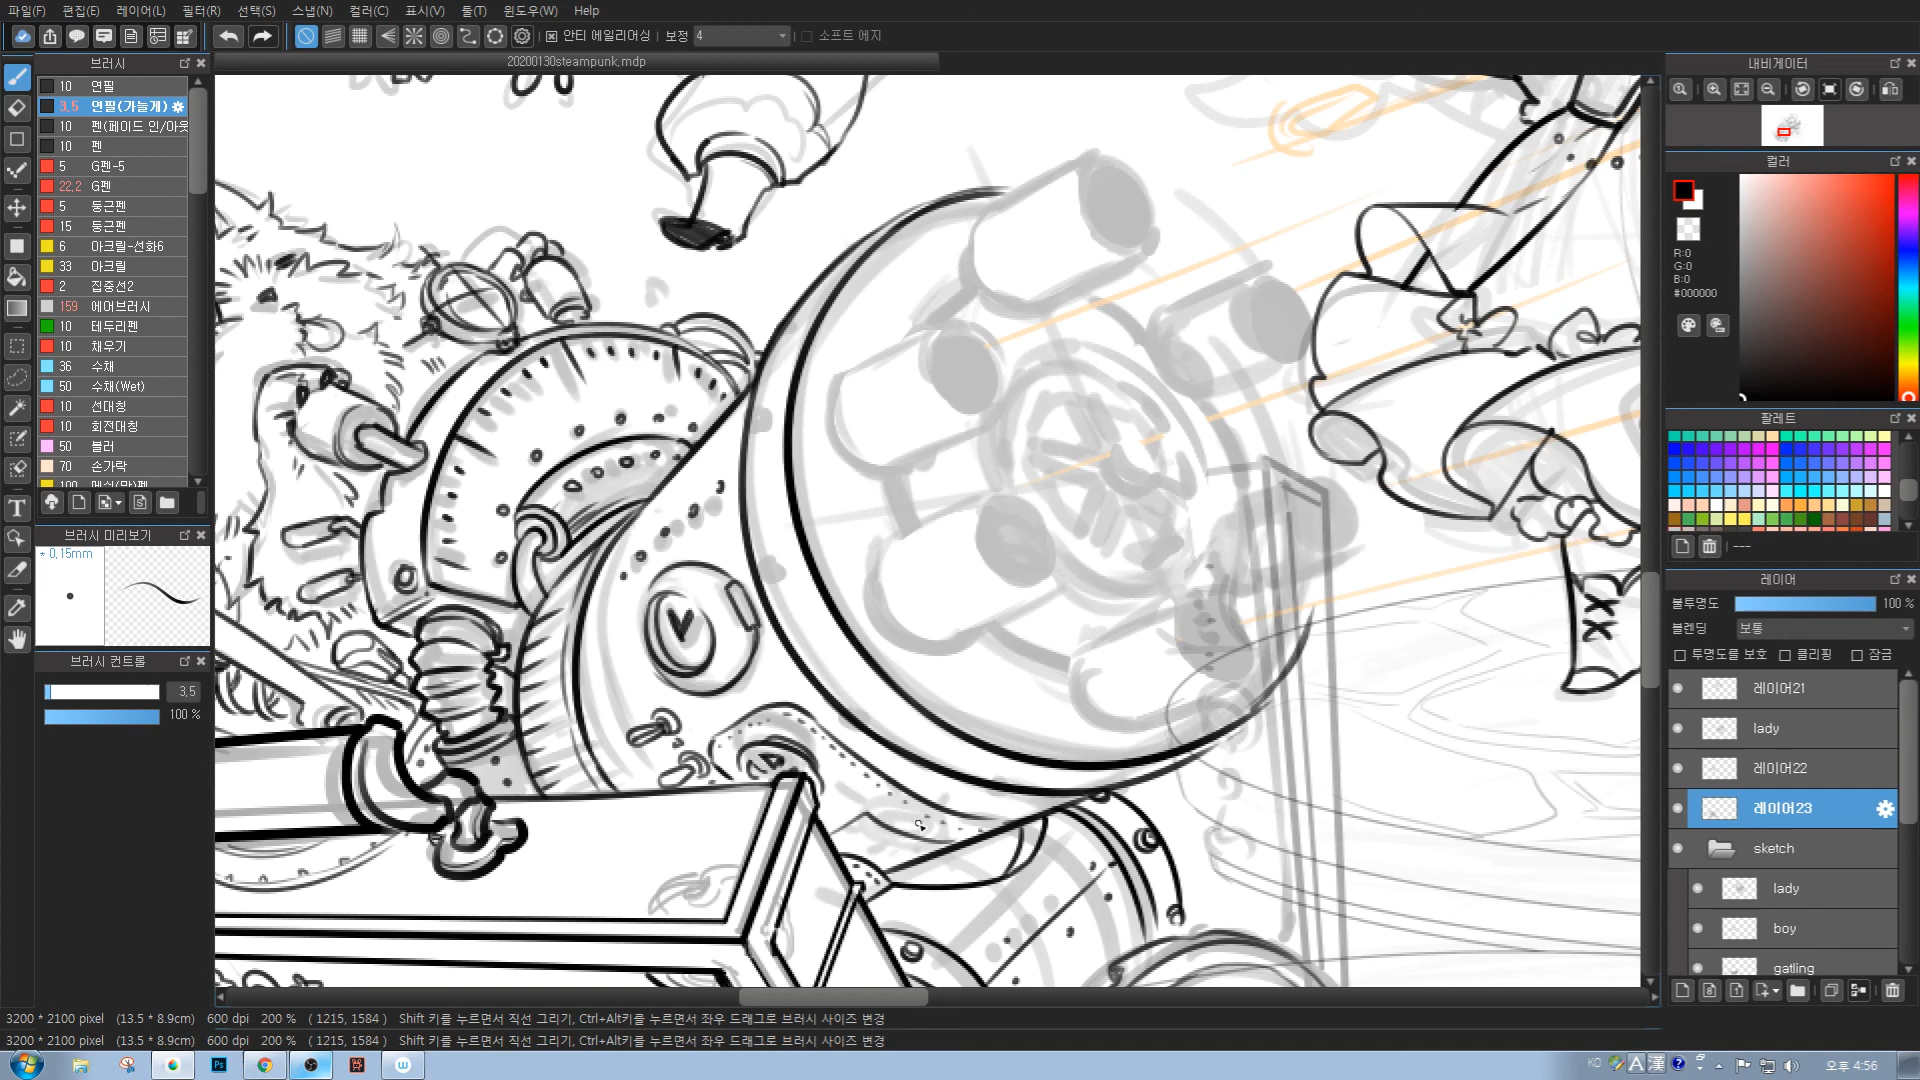 파일(F) 편집(E) 레이어(L) 필터(R) 선택(S) 스냅(N) 컬러(C) 표시(V) 툴(T) 윈도우(W) Help
안티 에일리어싱 보정 4 소프트 에지
브러시
20200130steampunk.mdp
내비게이터
10 연필
3.5 연필(가늘게)
10 펜(페이드 인/아웃
10 펜
5 G펜-5
22.2 G펜
5 둥근펜
15 둥근펜
6 아크릴-선화6
33 아크릴
2 집중선2
159 에어브러시
10 테두리펜
10 채우기
36 수채
50 수채(Wet)
10 선대칭
10 회전대칭
50 블러
70 손가락
브러시 미리보기
* 0.15mm
브러시 컨트롤
3.5
100 %
컬러
R:0
G:0
B:0
#000000
팔레트
---
레이어
불투명도 100 %
블렌딩 보통
투명도를 보호 클리핑 잠금
레이어21
lady
레이어22
레이어23
sketch
lady
boy
gatling
3200 * 2100 pixel (13.5 * 8.9cm) 600 dpi 200 % ( 1215, 1584 ) Shift 키를 누르면서 직선 그리기, Ctrl+Alt키를 누르면서 좌우 드래그로 브러시 사이즈 변경
3200 * 2100 pixel (13.5 * 8.9cm) 600 dpi 200 % ( 1215, 1584 ) Shift 키를 누르면서 직선 그리기, Ctrl+Alt키를 누르면서 좌우 드래그로 브러시 사이즈 변경
Ps
KO A 漢 오후 4:56